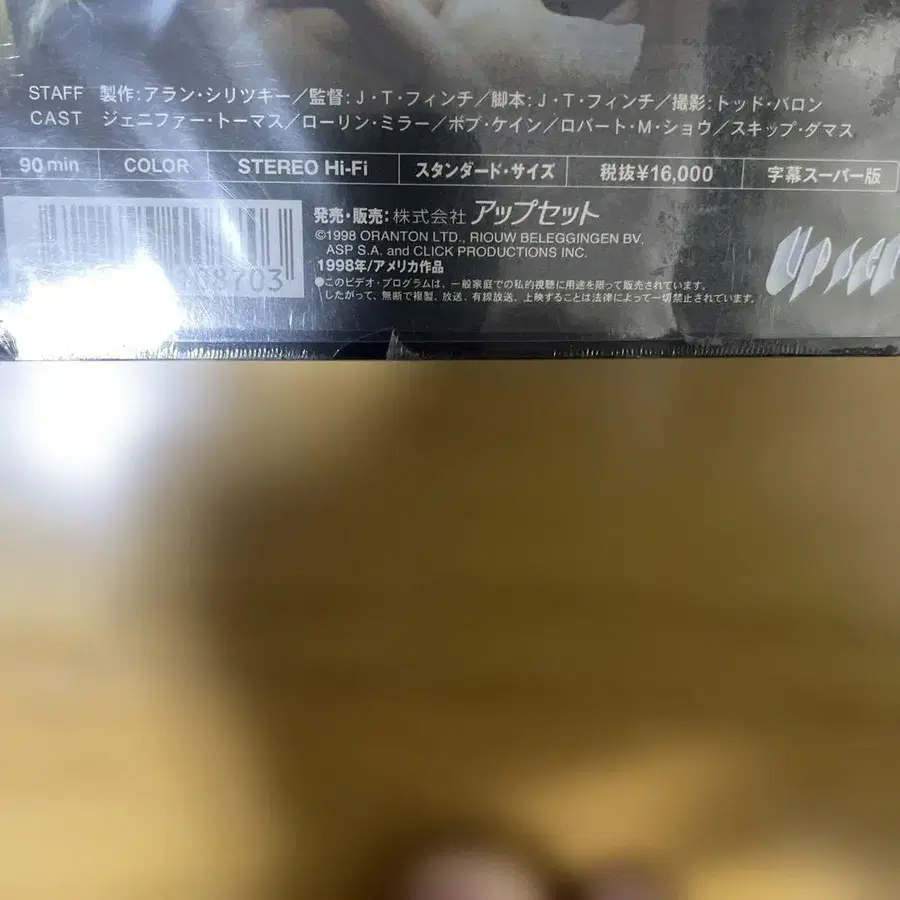 STAFF 製作:アラン・シリツキー/監督:J・T・フィンチ/脚本:J・T・フィンチ/撮影:トッド・バロン
CAST ジェニファー・トーマス/ローリン・ミラー/ボブ・ケイン/ロバート・M・ショウ/スキップ・ダマス
90 min COLOR STEREO Hi-Fi スタンダード・サイズ 税抜¥16,000 字幕スーパー版
発売・販売:株式会社アップセット
©1998 ORANTON LTD., RIOUW BELEGGINGEN BV,
ASP S.A. and CLICK PRODUCTIONS INC.
1998年/アメリカ作品
●このビデオ・プログラムは、一般家庭での私的視聴に用途を限って販売されています。
したがって、無断で複製、放送、有線放送、上映することは法律によって一切禁止されています。
Upset